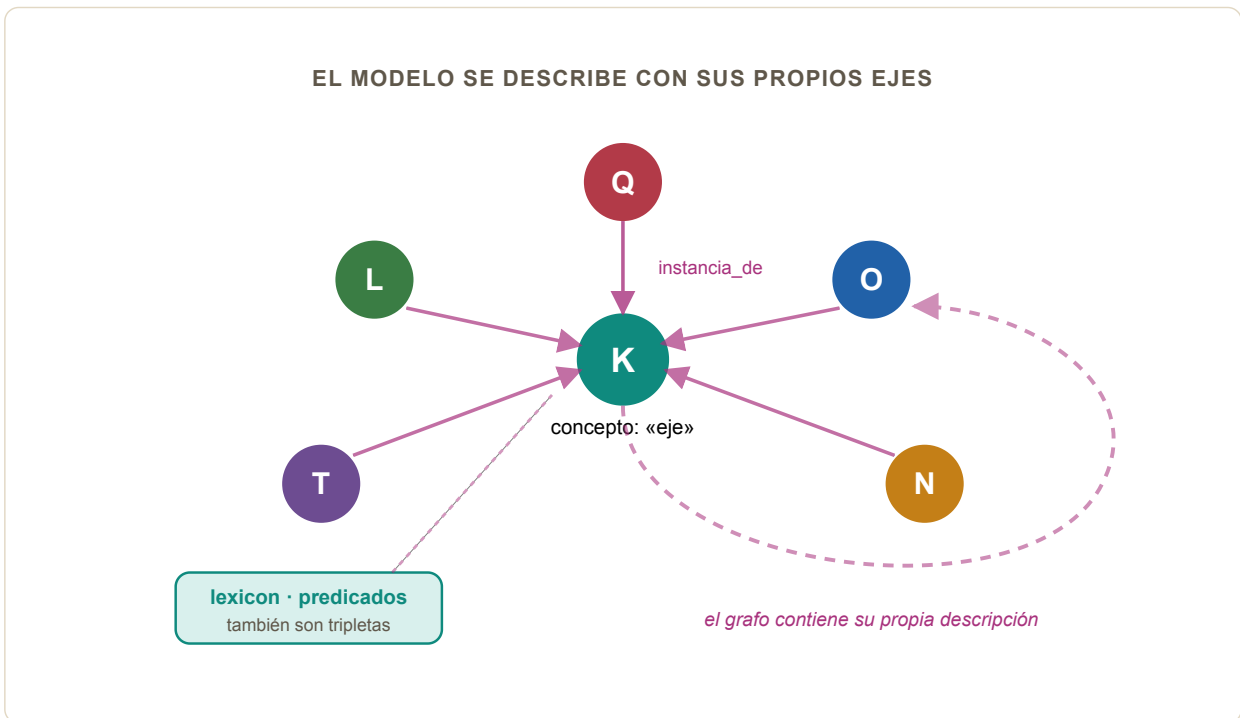 EL MODELO SE DESCRIBE CON SUS PROPIOS EJES
Q
L
instancia_de
O
K
concepto: «eje»
T
N
lexicon · predicados
también son tripletas
el grafo contiene su propia descripción